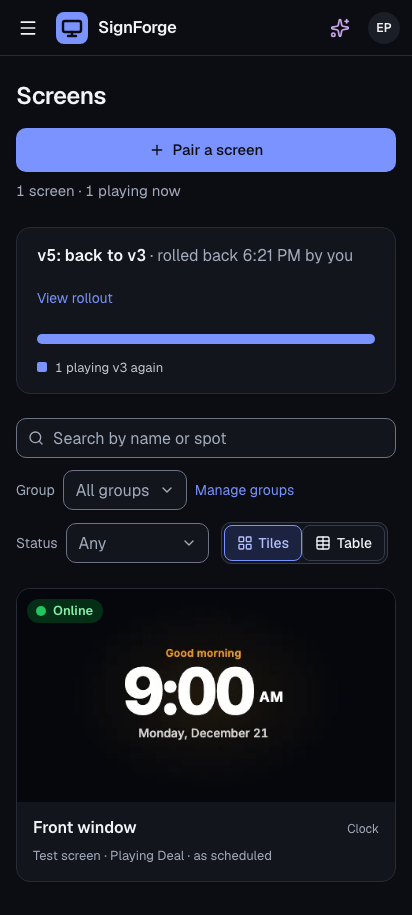 SignForge
EP
Screens
Pair a screen
1 screen · 1 playing now
v5: back to v3 · rolled back 6:21 PM by you
View rollout
1 playing v3 again
Search by name or spot
Group All groups Manage groups
Status Any Tiles Table
Online
Good morning
9:00 AM
Monday, December 21
Front window Clock
Test screen · Playing Deal · as scheduled